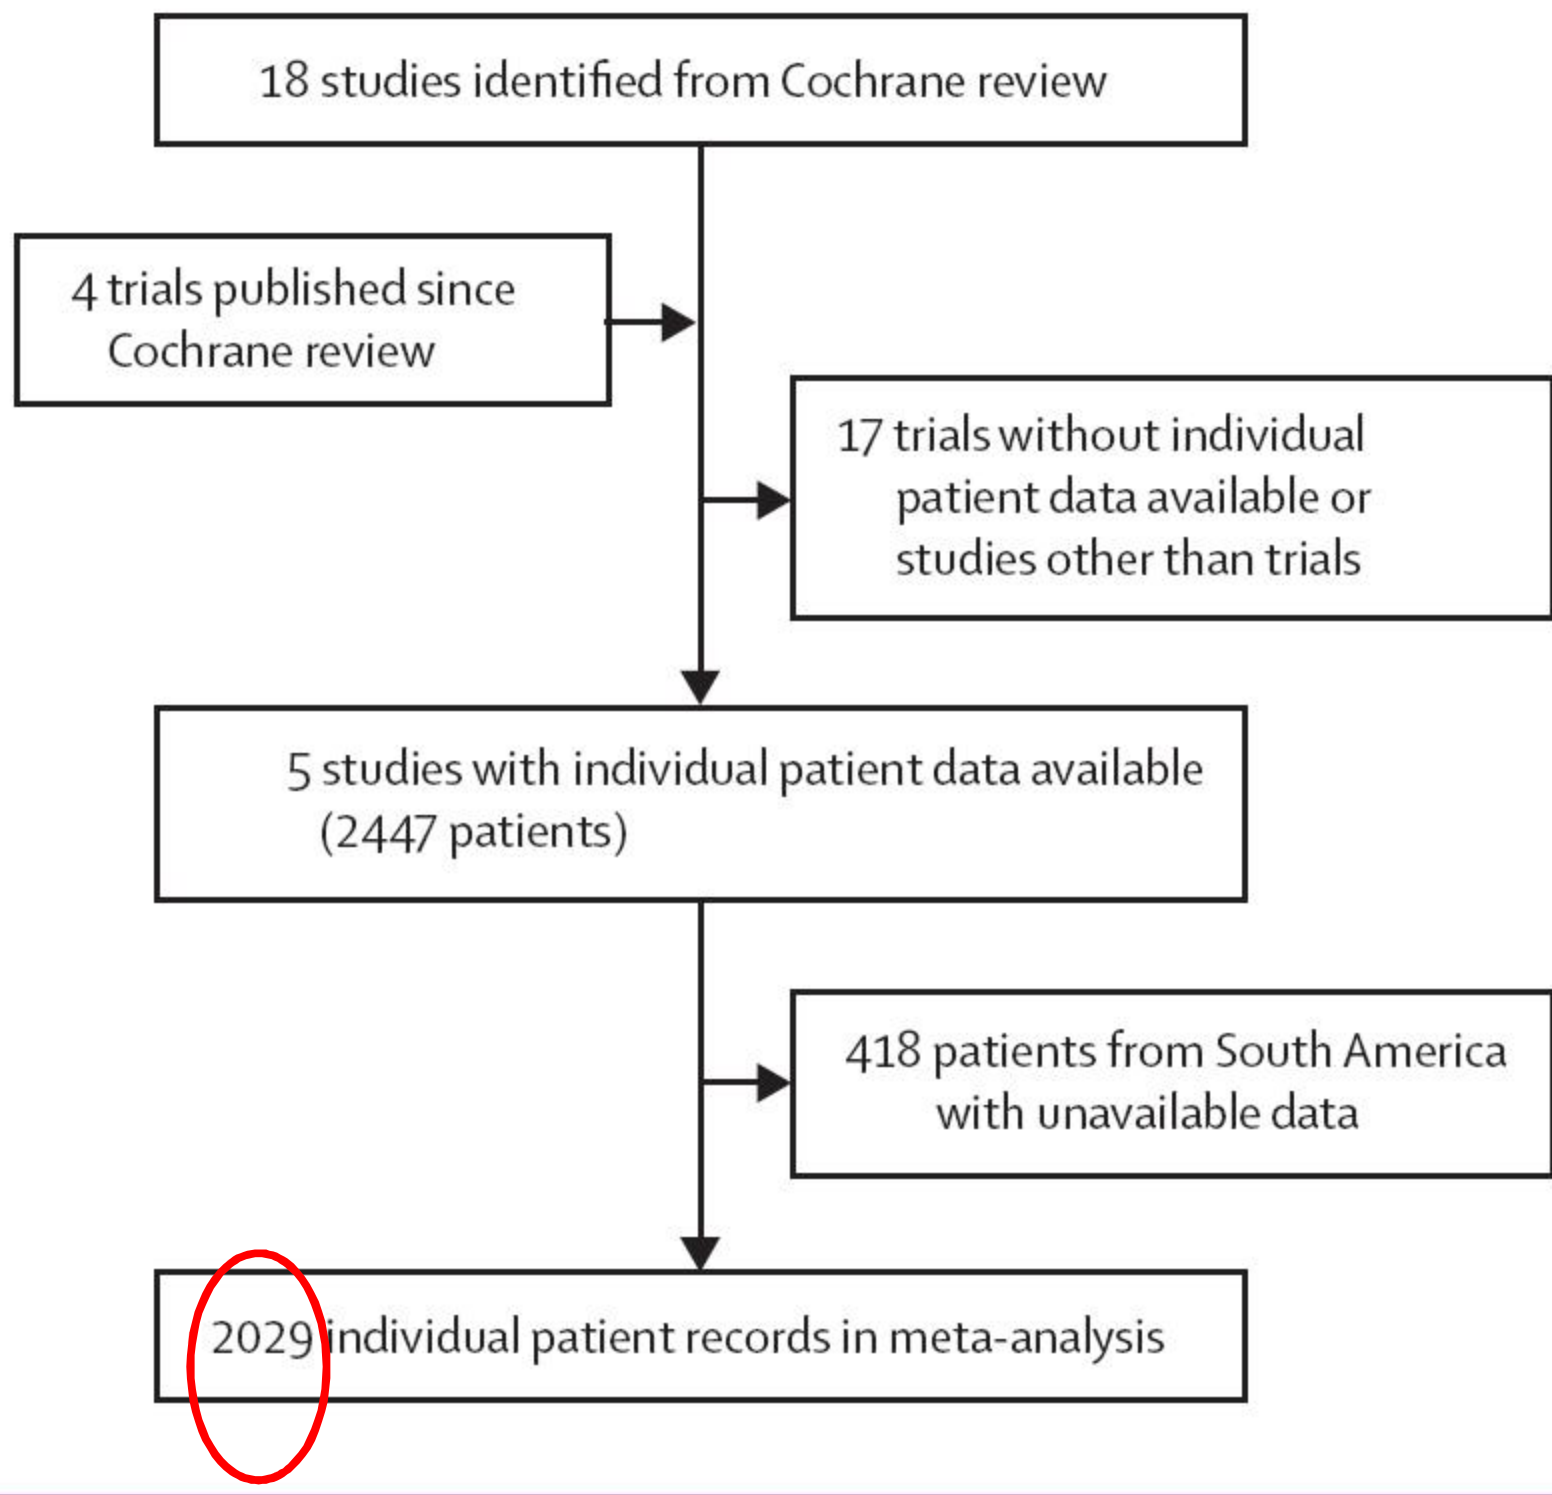 18 studies identified from Cochrane review
4 trials published since
Cochrane review
17 trials without individual
patient data available or
studies other than trials
5 studies with individual patient data available
(2447 patients)
418 patients from South America
with unavailable data
2029 individual patient records in meta-analysis